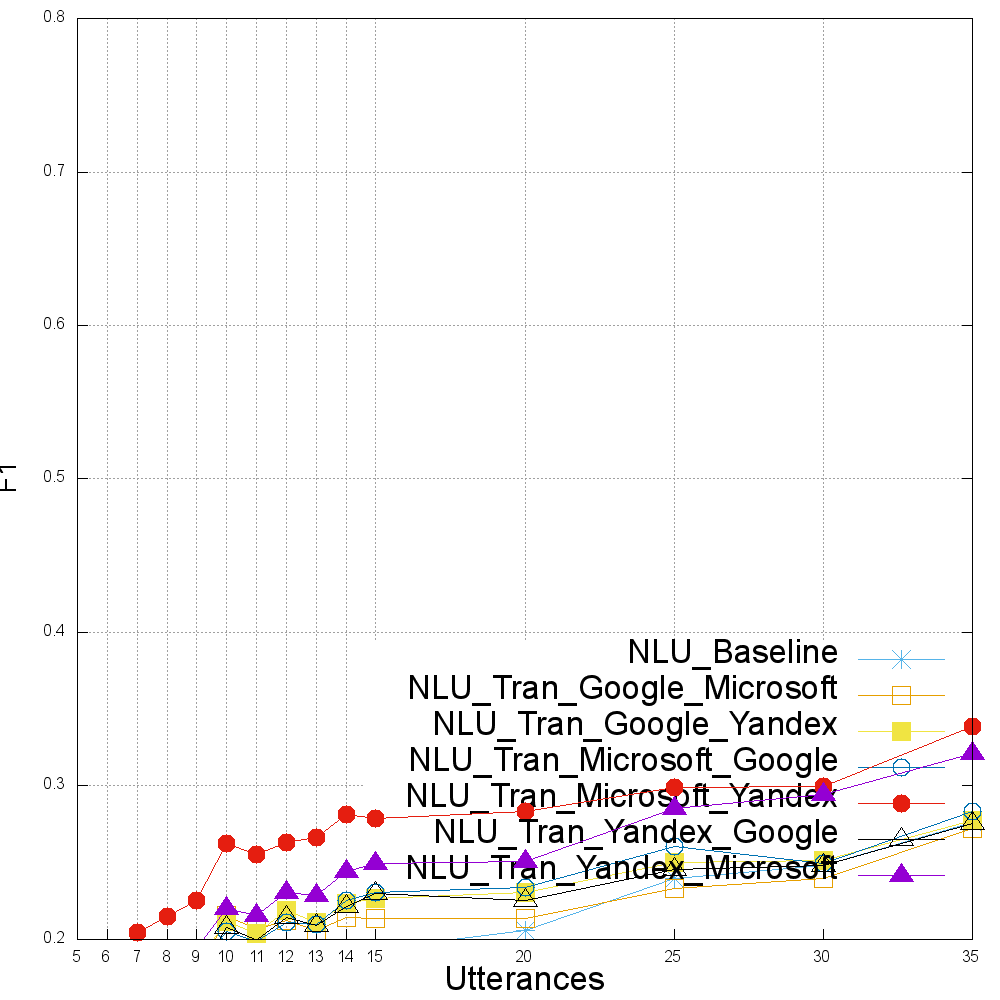 0.8
0.7
0.6
0.5
0.4
0.3
0.2
F1
NLU_Baseline
NLU_Tran_Google_Microsoft
NLU_Tran_Google_Yandex
NLU_Tran_Microsoft_Google
NLU_Tran_Microsoft_Yandex
NLU_Tran_Yandex_Google
NLU_Tran_Yandex_Microsoft
5 6 7 8 9 10 11 12 13 14 15 20 25 30 35
Utterances